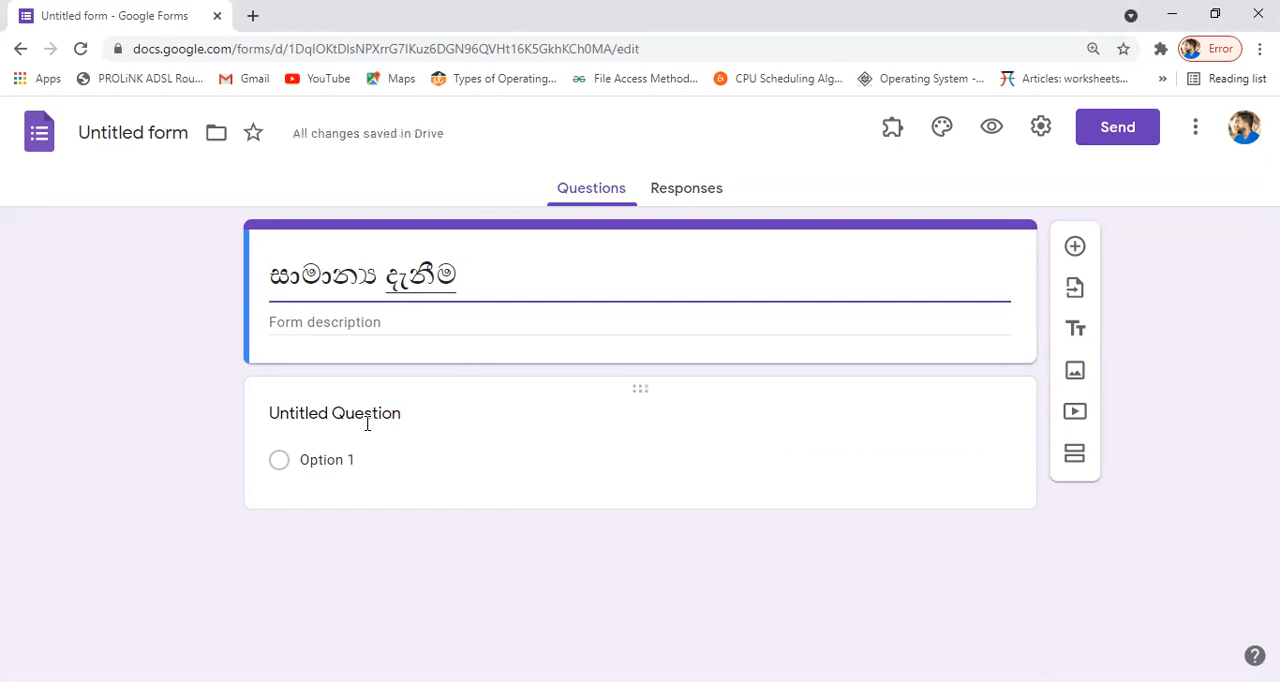 Untitled form - Google Forms
docs.google.com/forms/d/1DqIOKtDIsNPXrrG7IKuz6DGN96QVHt16K5GkhKCh0MA/edit
Error
Apps PROLiNK ADSL Rou... Gmail YouTube Maps Types of Operating... File Access Method... CPU Scheduling Alg... Operating System -... Articles: worksheets... » Reading list
Untitled form All changes saved in Drive Send
Questions Responses
සාමාන්‍ය දැනීම
Form description
Untitled Question
Option 1